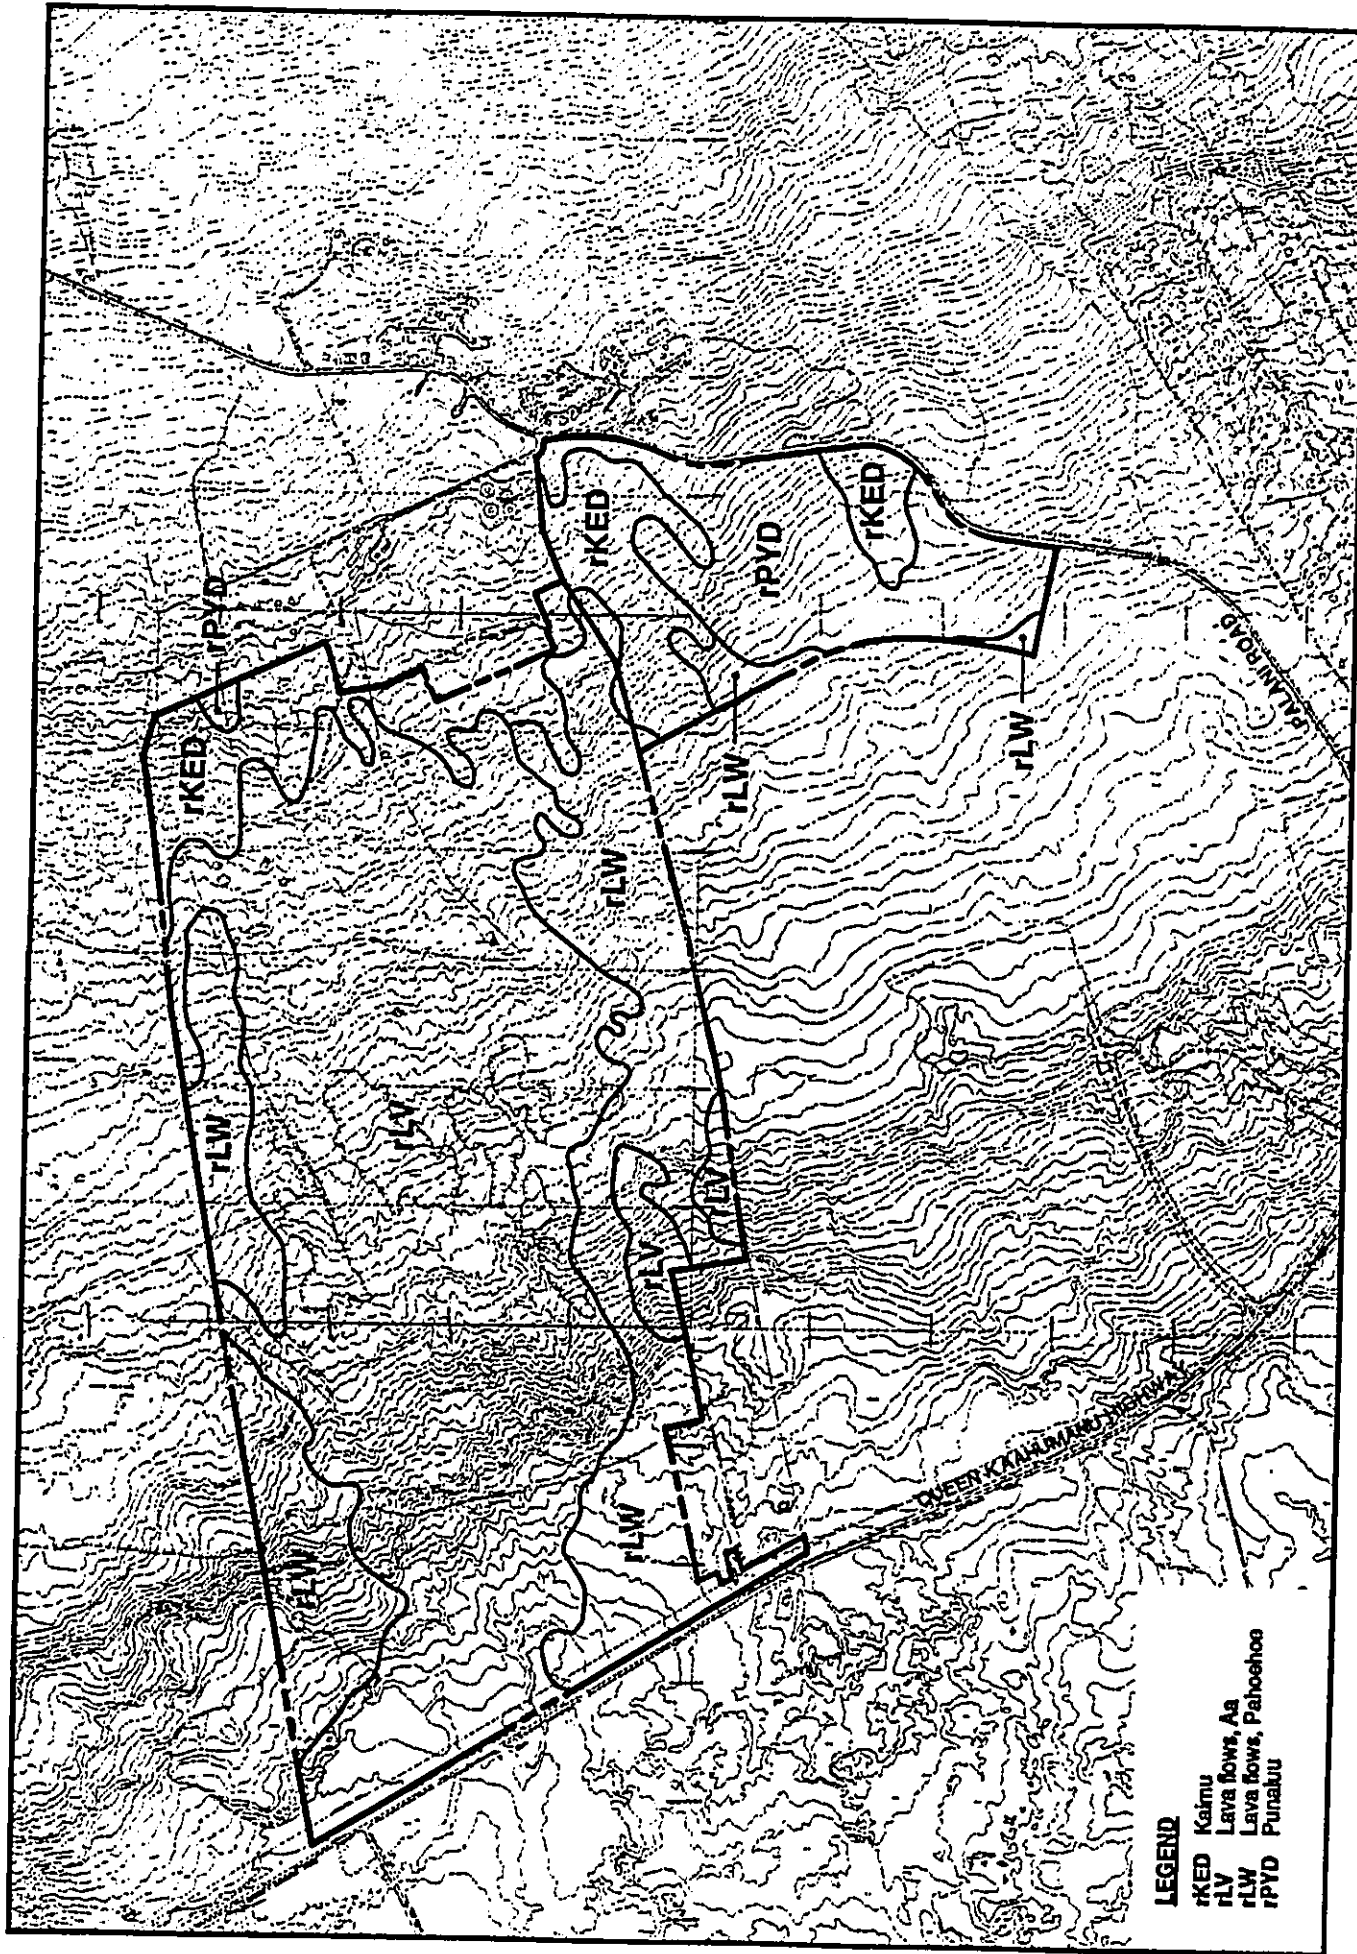 rPYD
rKED
rKED
rKED
rPYD
rLW
rLW
rLW
rLW
rLV
rLV
rLV
rLW
rLW
PALANI ROAD
QUEEN KAAHUMANU HIGHWAY
LEGEND
rKED Kaimu
rLV Lava flows, Aa
rLW Lava flows, Pahoehoe
rPYD Punaluu